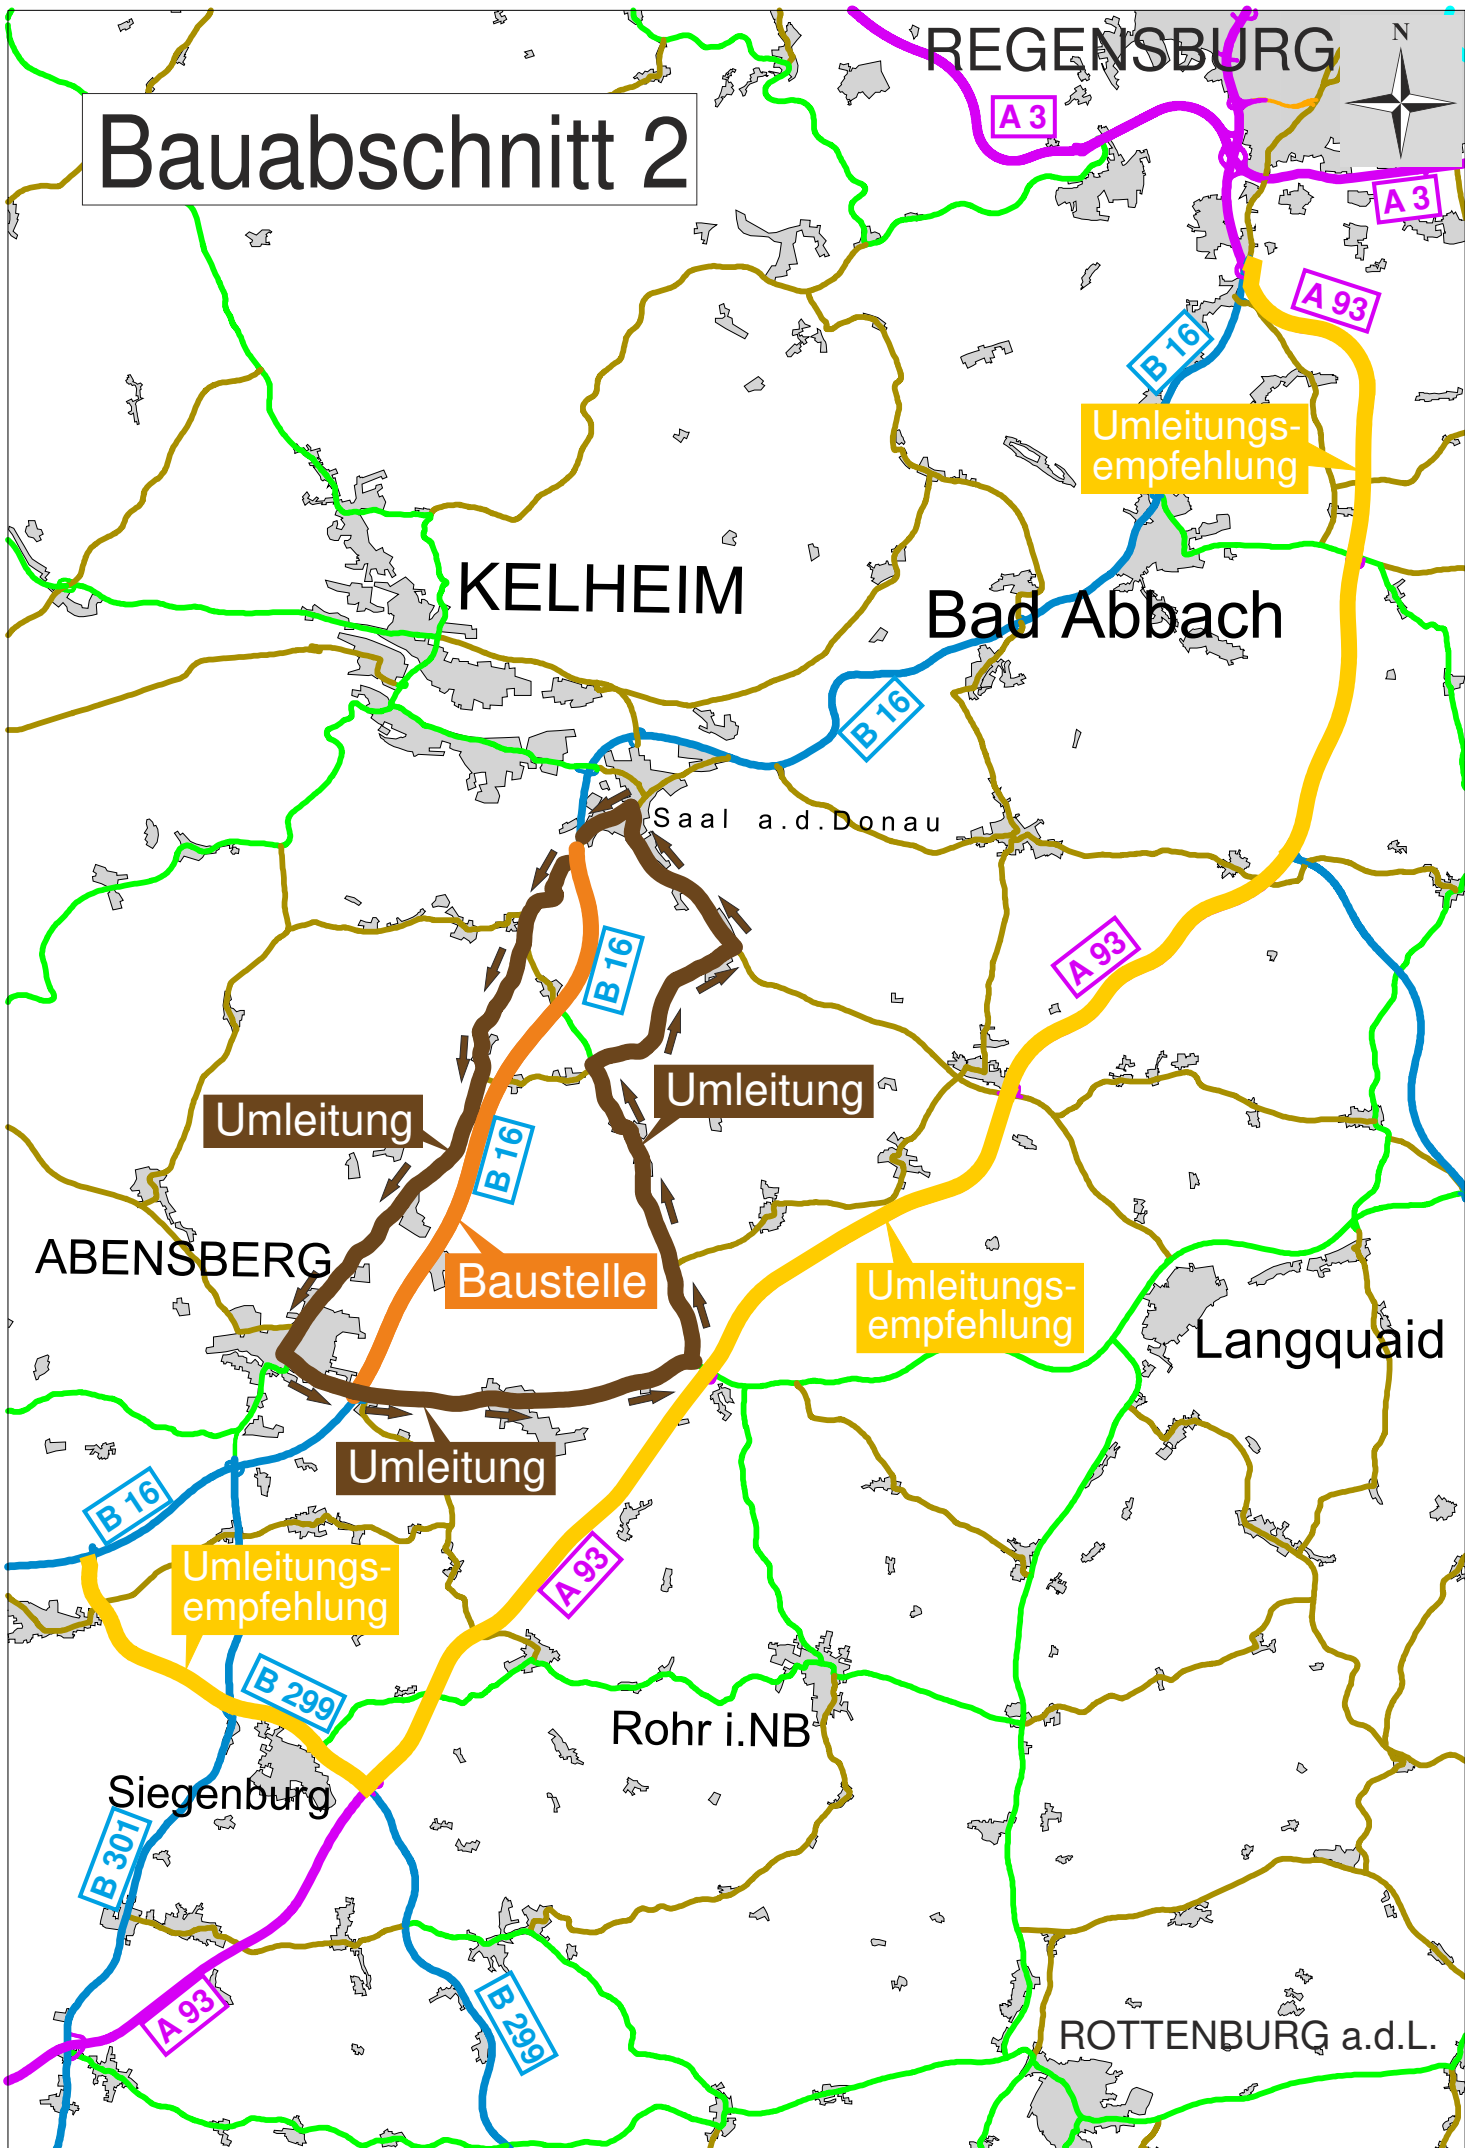 REGENSBURG
N
Bauabschnitt 2
A 3
A 3
A 93
B 16
Umleitungs-
empfehlung
KELHEIM
Bad Abbach
B 16
Saal a.d.Donau
B 16
A 93
Umleitung
Umleitung
B 16
ABENSBERG
Baustelle
Umleitungs-
empfehlung
Langquaid
Umleitung
B 16
A 93
Umleitungs-
empfehlung
B 299
Rohr i.NB
Siegenburg
B 301
A 93
B 299
ROTTENBURG a.d.L.